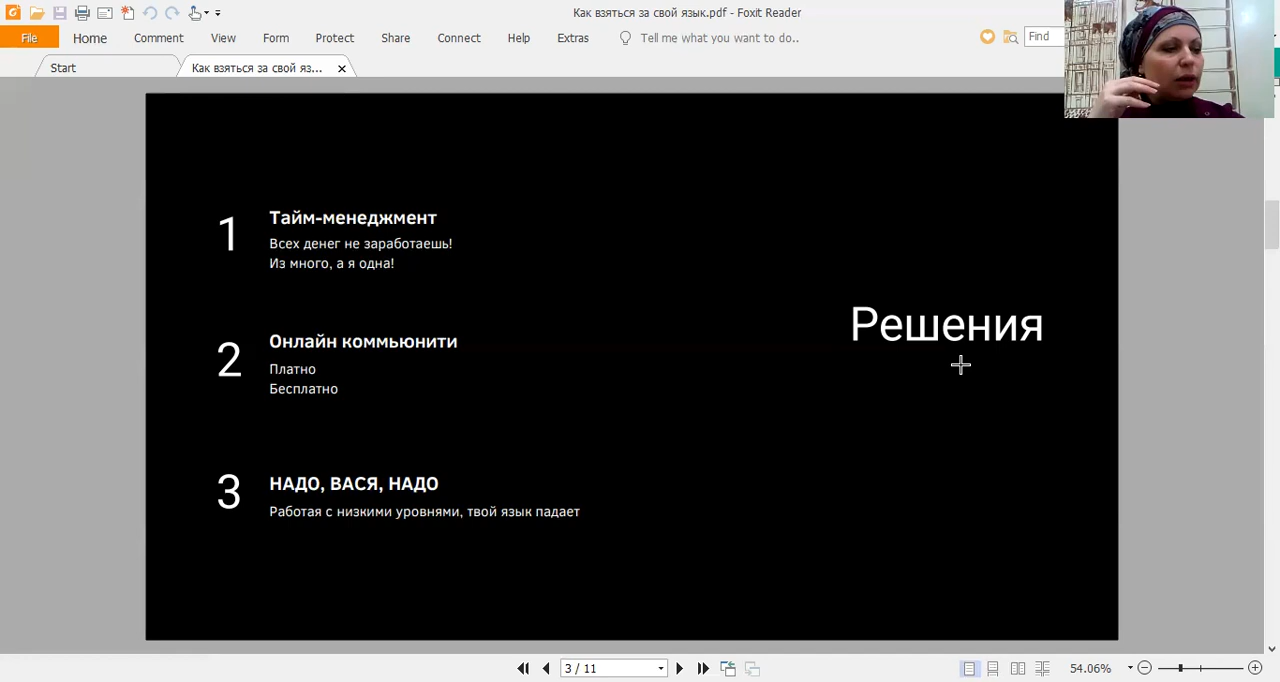 Как взяться за свой язык.pdf - Foxit Reader
File Home Comment View Form Protect Share Connect Help Extras Tell me what you want to do.. Find
Start Как взяться за свой яз...
1 Тайм-менеджмент
Всех денег не заработаешь!
Из много, а я одна!
Решения
2 Онлайн коммьюнити
Платно
Бесплатно
3 НАДО, ВАСЯ, НАДО
Работая с низкими уровнями, твой язык падает
3 / 11 54.06%